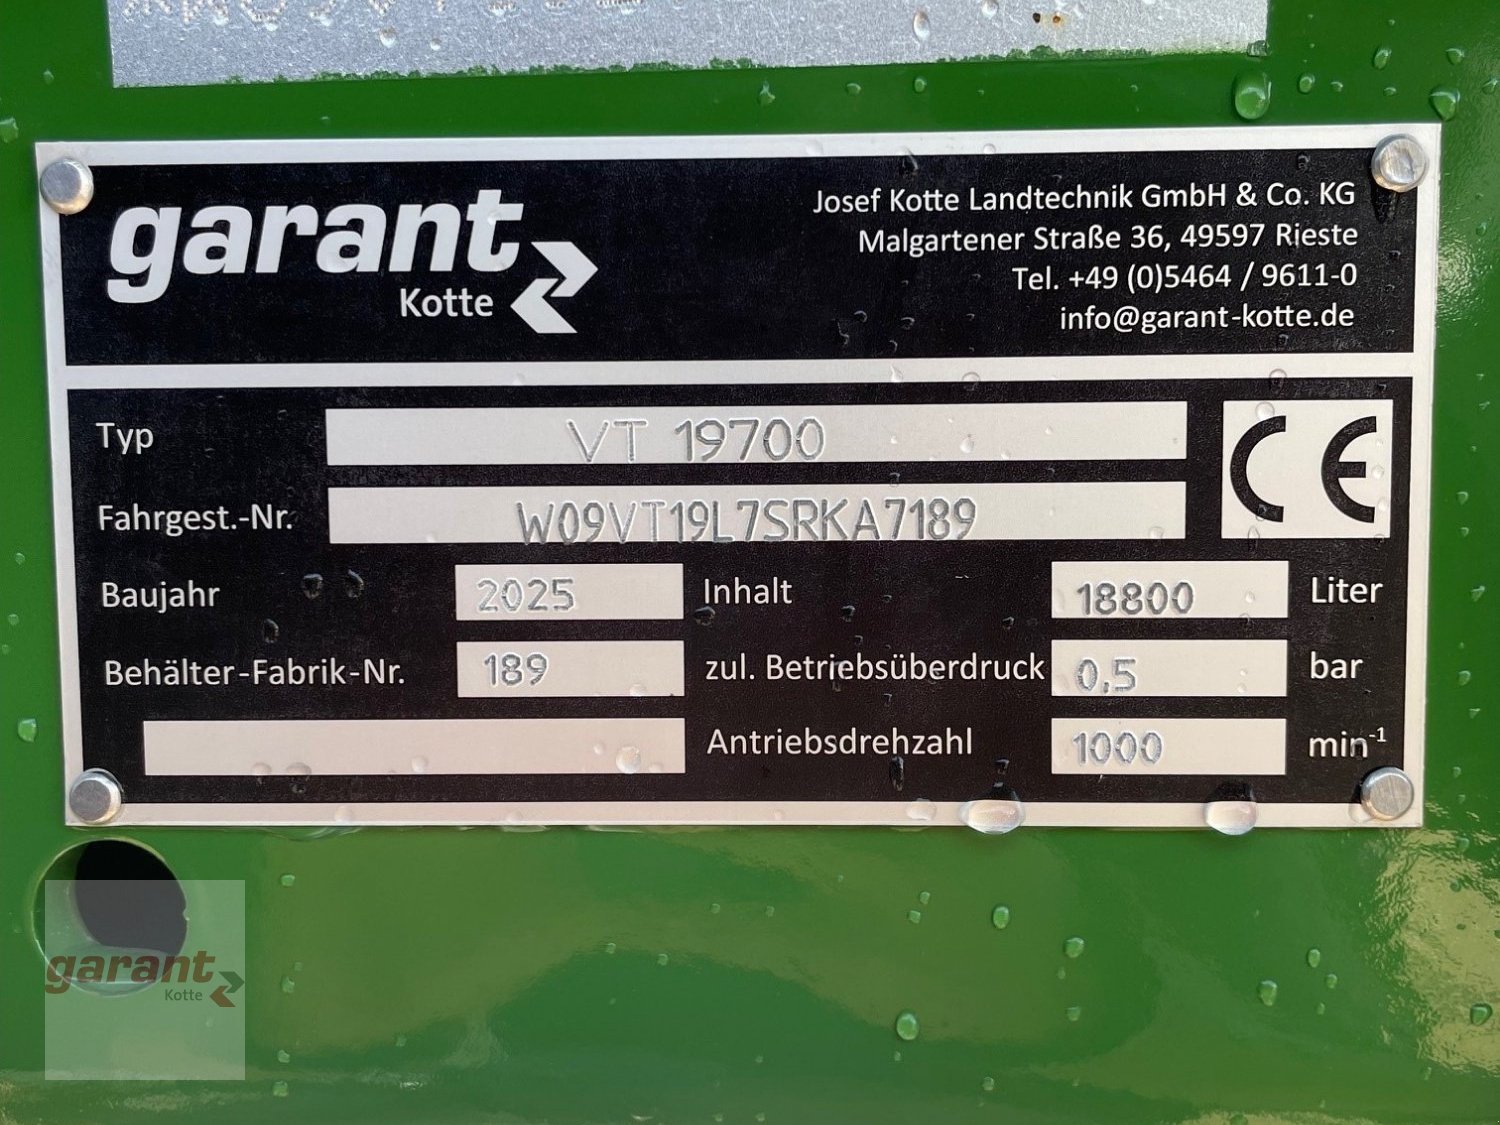 garant
Kotte
Josef Kotte Landtechnik GmbH & Co. KG
Malgartener Straße 36, 49597 Rieste
Tel. +49 (0)5464 / 9611-0
info@garant-kotte.de
Typ VT 19700
Fahrgest.-Nr. W09VT19L7SRKA7189
CE
Baujahr 2025 Inhalt 18800 Liter
Behälter-Fabrik-Nr. 189 zul. Betriebsüberdruck 0,5 bar
Antriebsdrehzahl 1000 min⁻¹
garant
Kotte